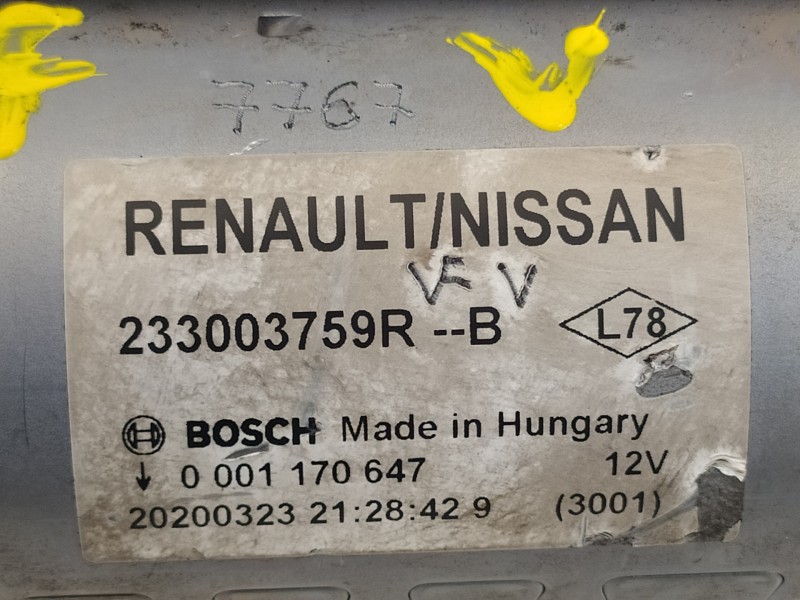 7767
RENAULT/NISSAN
VF V
233003759R --B L78
BOSCH Made in Hungary
0 001 170 647 12V
20200323 21:28:42 9 (3001)